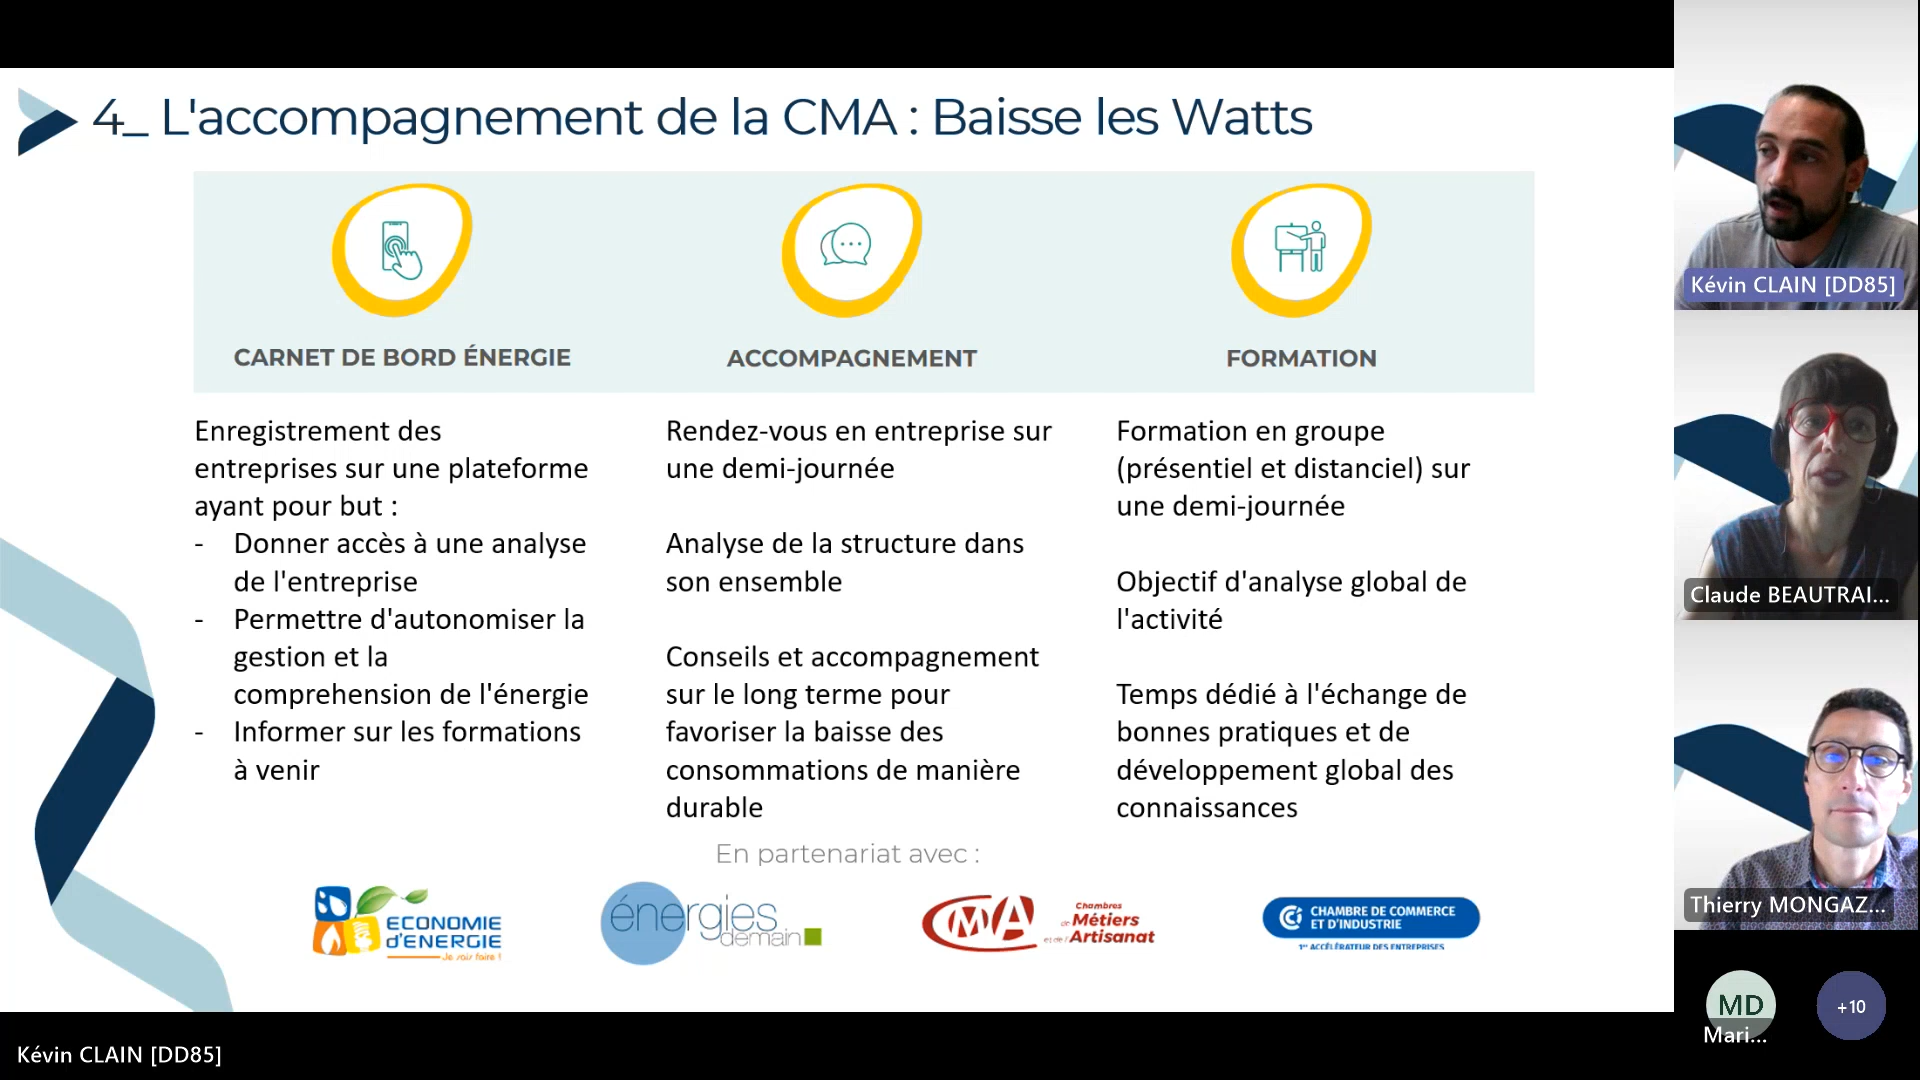 4_ L'accompagnement de la CMA : Baisse les Watts
CARNET DE BORD ÉNERGIE
ACCOMPAGNEMENT
FORMATION
Enregistrement des
entreprises sur une plateforme
ayant pour but :
- Donner accès à une analyse
de l'entreprise
- Permettre d'autonomiser la
gestion et la
comprehension de l'énergie
- Informer sur les formations
à venir
Rendez-vous en entreprise sur
une demi-journée
Analyse de la structure dans
son ensemble
Conseils et accompagnement
sur le long terme pour
favoriser la baisse des
consommations de manière
durable
Formation en groupe
(présentiel et distanciel) sur
une demi-journée
Objectif d'analyse global de
l'activité
Temps dédié à l'échange de
bonnes pratiques et de
développement global des
connaissances
En partenariat avec :
ECONOMIE
d'ENERGIE
Je sais faire !
énergies
demain
CMA
Chambres
de Métiers
et de l'Artisanat
CCI
CHAMBRE DE COMMERCE
ET D'INDUSTRIE
1er ACCÉLÉRATEUR DES ENTREPRISES
Kévin CLAIN [DD85]
Claude BEAUTRAI...
Thierry MONGAZ...
MD
Mari...
+10
Kévin CLAIN [DD85]